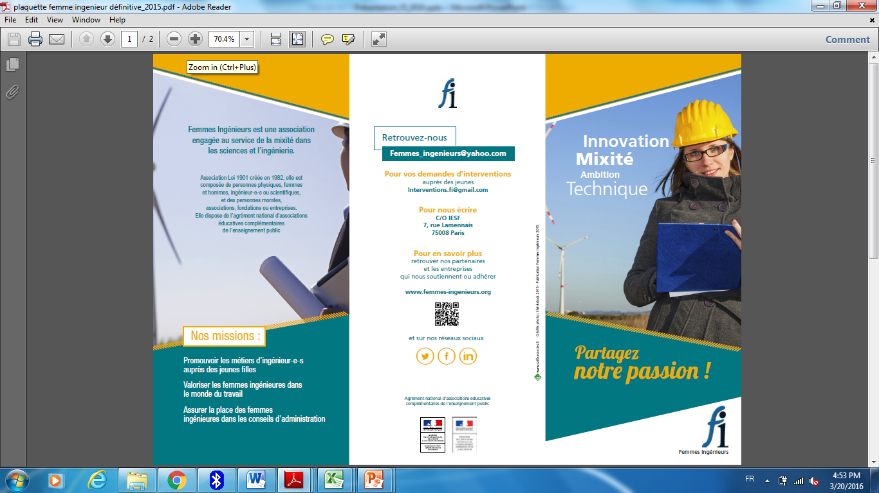 plaquette femme ingenieur définitive_2015.pdf - Adobe Reader
File Edit View Window Help
1 / 2 70.4% Comment
Zoom in (Ctrl+Plus)
Femmes Ingénieurs est une association
engagée au service de la mixité dans
les sciences et l'ingénierie.
Association Loi 1901 créée en 1982, elle est
composée de personnes physiques, femmes
et hommes, ingénieur-e-s ou scientifiques,
et des personnes morales,
associations, fondations ou entreprises.
Elle dispose de l'agrément national d'associations
éducatives complémentaires
de l'enseignement public
Nos missions :
Promouvoir les métiers d'ingénieur-e-s
auprès des jeunes filles
Valoriser les femmes ingénieures dans
le monde du travail
Assurer la place des femmes
ingénieures dans les conseils d'administration
fi
Retrouvez-nous
Femmes_ingenieurs@yahoo.com
Pour vos demandes d'interventions
auprès des jeunes
Interventions.fi@gmail.com
Pour nous écrire
C/O IESF
7, rue Lamennais
75008 Paris
Pour en savoir plus
retrouver nos partenaires
et les entreprises
qui nous soutiennent ou adhérer
www.femmes-ingenieurs.org
et sur nos réseaux sociaux
f in
Agrément national d'associations éducatives
complémentaires de l'enseignement public
Innovation
Mixité
Ambition
Technique
Partagez
notre passion !
fi
Femmes Ingénieurs
FR
4:53 PM
3/20/2016